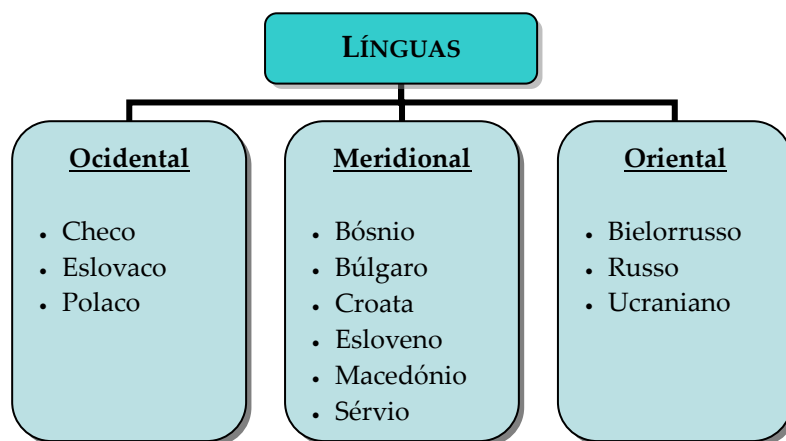 LÍNGUAS
Ocidental
• Checo
• Eslovaco
• Polaco
Meridional
• Bósnio
• Búlgaro
• Croata
• Esloveno
• Macedónio
• Sérvio
Oriental
• Bielorrusso
• Russo
• Ucraniano